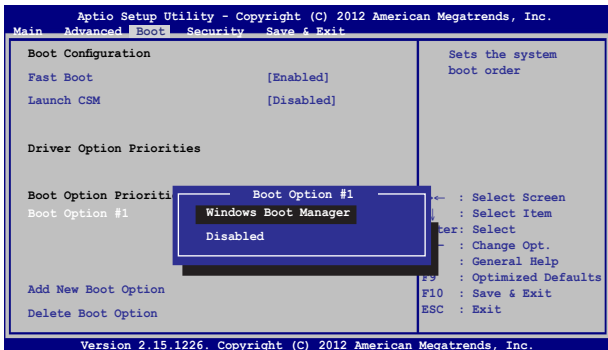 Aptio Setup Utility - Copyright (C) 2012 American Megatrends, Inc.
Main Advanced Boot Security Save & Exit
Boot Configuration
Fast Boot [Enabled]
Launch CSM [Disabled]
Driver Option Priorities
Boot Option Prioriti
Boot Option #1
Add New Boot Option
Delete Boot Option
Boot Option #1
Windows Boot Manager
Disabled
Sets the system
boot order
←  : Select Screen
: Select Item
ter: Select
: Change Opt.
: General Help
F9 : Optimized Defaults
F10 : Save & Exit
ESC : Exit
Version 2.15.1226. Copyright (C) 2012 American Megatrends, Inc.